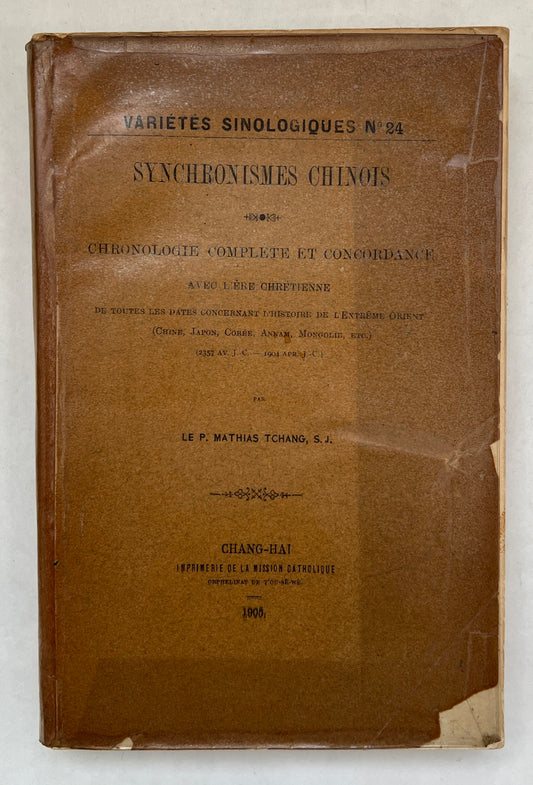 VARIÉTÉS SINOLOGIQUES Nº 24
SYNCHRONISMES CHINOIS
CHRONOLOGIE COMPLÈTE ET CONCORDANCE
AVEC L'ÈRE CHRÉTIENNE
DE TOUTES LES DATES CONCERNANT L'HISTOIRE DE L'EXTRÊME ORIENT
(CHINE, JAPON, CORÉE, ANNAM, MONGOLIE, ETC.)
(2357 AV. J.-C. — 1904 APR. J.-C.)
PAR
LE P. MATHIAS TCHANG, S. J.
CHANG-HAI
IMPRIMERIE DE LA MISSION CATHOLIQUE
ORPHELINAT DE T'OU-SÈ-WÈ.
1905.